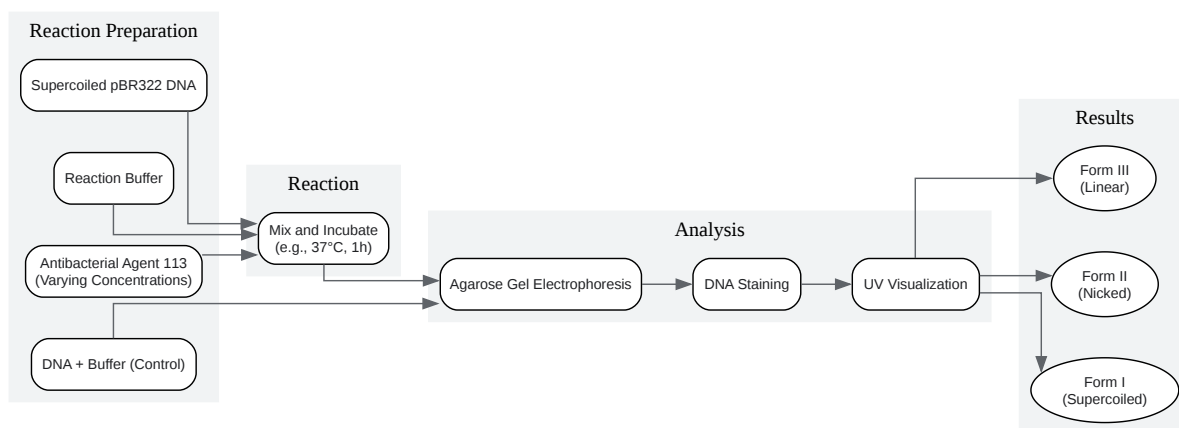 Reaction Preparation
Supercoiled pBR322 DNA
Reaction Buffer
Antibacterial Agent 113
(Varying Concentrations)
DNA + Buffer (Control)
Reaction
Mix and Incubate
(e.g., 37°C, 1h)
Analysis
Agarose Gel Electrophoresis
DNA Staining
UV Visualization
Results
Form III
(Linear)
Form II
(Nicked)
Form I
(Supercoiled)